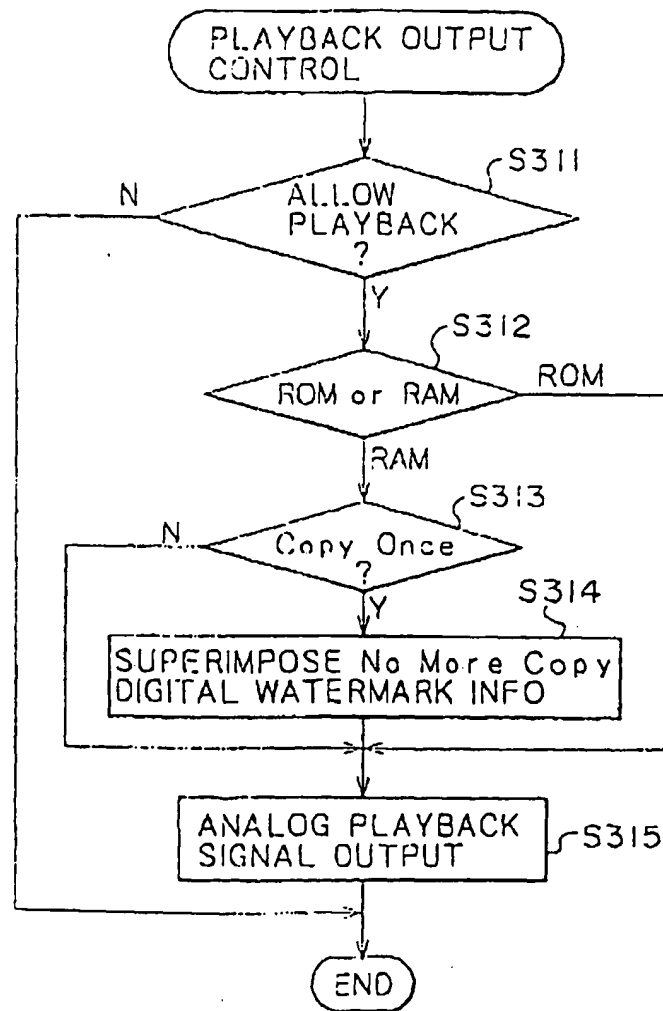 PLAYBACK OUTPUT
CONTROL
S311
N
ALLOW
PLAYBACK
?
Y
S312
ROM or RAM
ROM
RAM
S313
N
Copy Once
?
Y
S314
SUPERIMPOSE No More Copy
DIGITAL WATERMARK INFO
ANALOG PLAYBACK
SIGNAL OUTPUT
S315
END